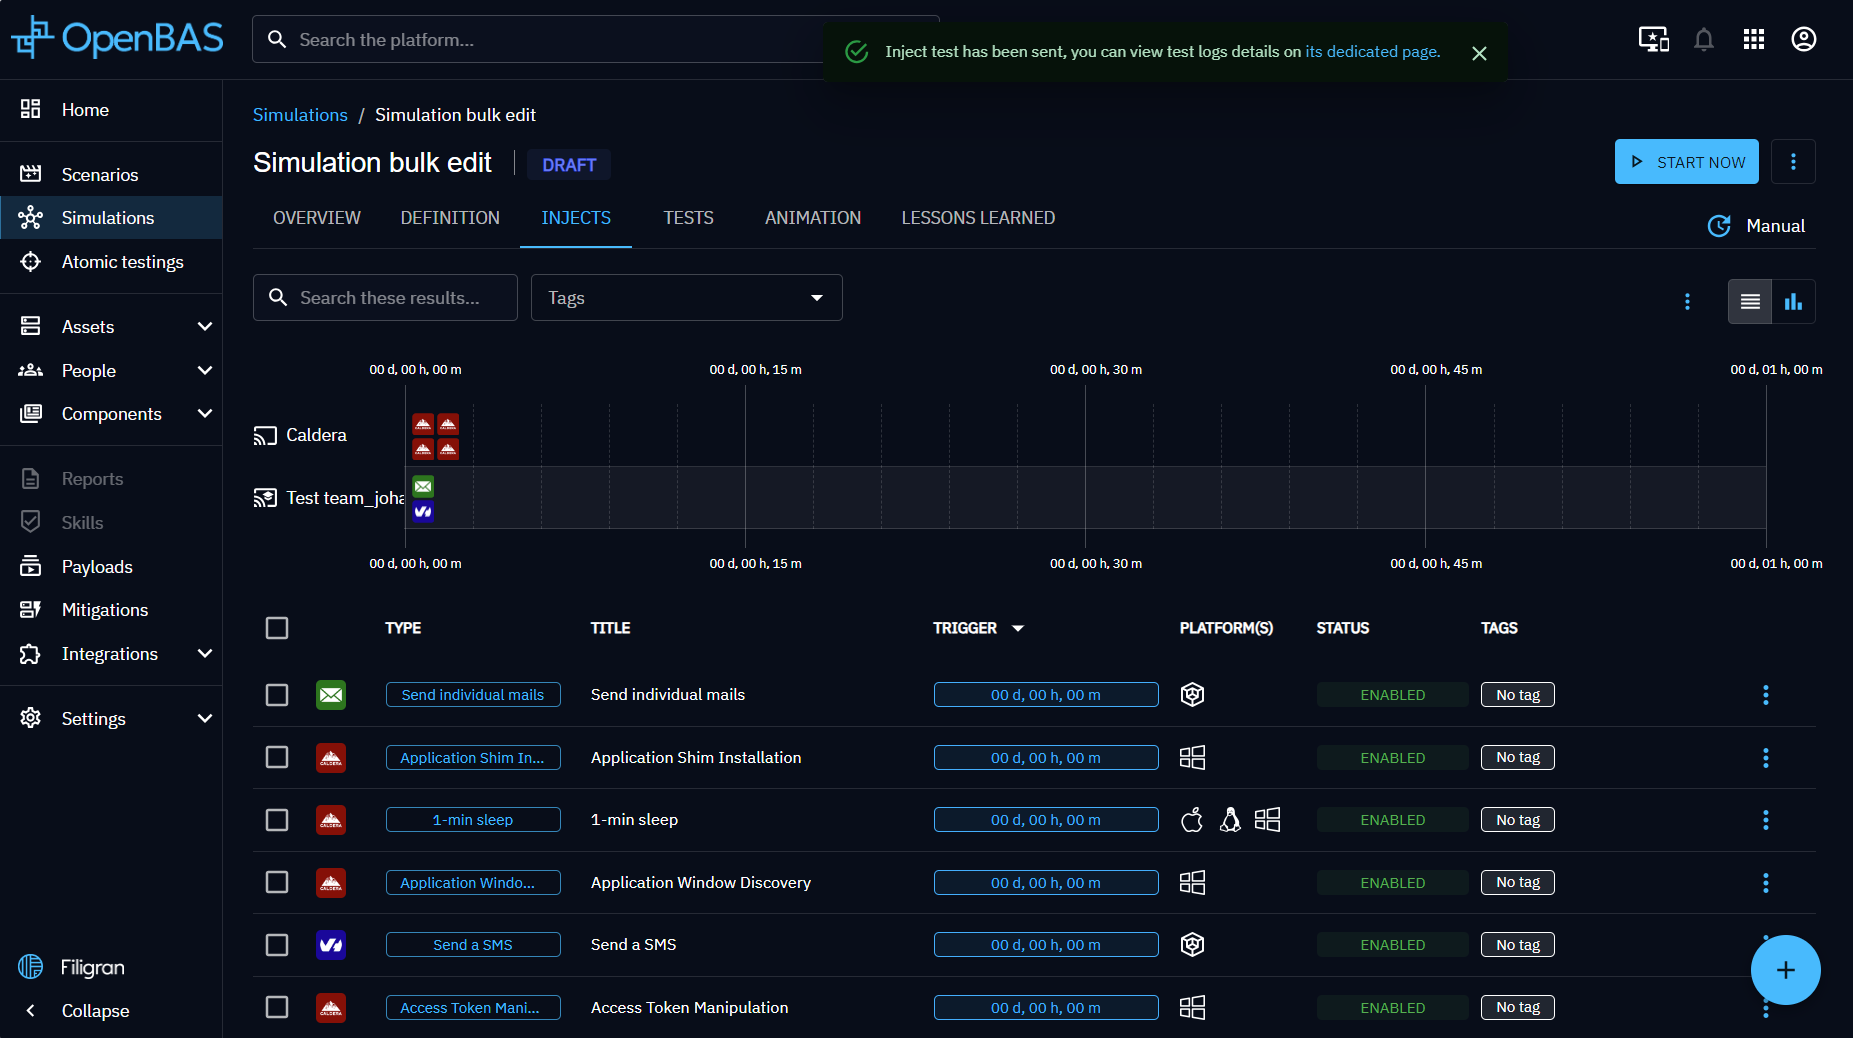 OpenBAS
Search the platform...
Inject test has been sent, you can view test logs details on its dedicated page.
Home
Scenarios
Simulations
Atomic testings
Assets
People
Components
Reports
Skills
Payloads
Mitigations
Integrations
Settings
Filigran
Collapse
Simulations / Simulation bulk edit
Simulation bulk edit DRAFT
START NOW
OVERVIEW DEFINITION INJECTS TESTS ANIMATION LESSONS LEARNED
Manual
Search these results... Tags
00 d, 00 h, 00 m 00 d, 00 h, 15 m 00 d, 00 h, 30 m 00 d, 00 h, 45 m 00 d, 01 h, 00 m
Caldera
Test team_joha
00 d, 00 h, 00 m 00 d, 00 h, 15 m 00 d, 00 h, 30 m 00 d, 00 h, 45 m 00 d, 01 h, 00 m
TYPE TITLE TRIGGER PLATFORM(S) STATUS TAGS
Send individual mails Send individual mails 00 d, 00 h, 00 m ENABLED No tag
CALDERA Application Shim In... Application Shim Installation 00 d, 00 h, 00 m ENABLED No tag
CALDERA 1-min sleep 1-min sleep 00 d, 00 h, 00 m ENABLED No tag
CALDERA Application Windo... Application Window Discovery 00 d, 00 h, 00 m ENABLED No tag
Send a SMS Send a SMS 00 d, 00 h, 00 m ENABLED No tag
CALDERA Access Token Mani... Access Token Manipulation 00 d, 00 h, 00 m ENABLED No tag